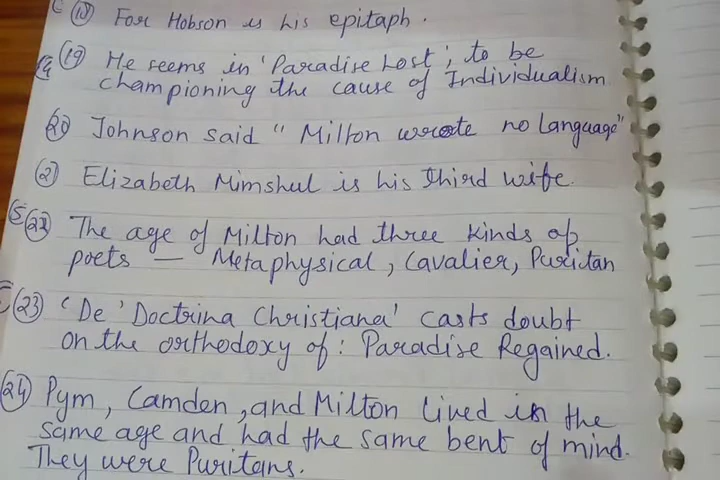 (18) For Hobson is his epitaph.
(19) He seems in 'Paradise Lost', to be
championing the cause of Individualism
(20) Johnson said "Milton wrote no language"
(21) Elizabeth Mimshul is his third wife.
(22) The age of Milton had three kinds of
poets — Metaphysical, Cavalier, Puritan
(23) 'De 'Doctrina Christiana' casts doubt
on the orthodoxy of : Paradise Regained.
(24) Pym, Camden, and Milton lived in the
same age and had the same bent of mind.
They were Puritans.